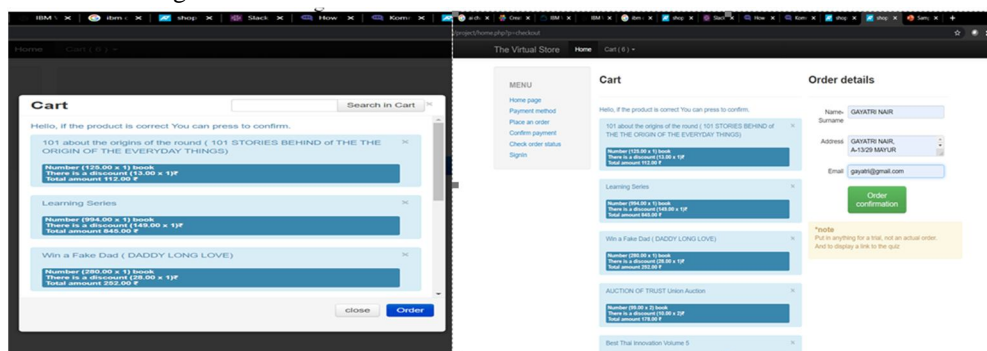 IBM
ibm
shop
Slack
How
Kom
shop
aich
Creat
IBM
IBM
ibm
shop
Slack
How
Kom
shop
shop
Sams
/project/home.php?p=checkout
Home Cart ( 6 )
The Virtual Store Home Cart ( 6 )
Cart
Search in Cart
Hello, If the product is correct You can press to confirm.
101 about the origins of the round ( 101 STORIES BEHIND of THE THE
ORIGIN OF THE EVERYDAY THINGS)
Number (125.00 x 1) book
There is a discount (13.00 x 1)₹
Total amount 112.00 ₹
Learning Series
Number (994.00 x 1) book
There is a discount (149.00 x 1)₹
Total amount 845.00 ₹
Win a Fake Dad ( DADDY LONG LOVE)
Number (280.00 x 1) book
There is a discount (28.00 x 1)₹
Total amount 252.00 ₹
close Order
MENU
Home page
Payment method
Place an order
Confirm payment
Check order status
Signin
Cart
Hello, If the product is correct You can press to confirm.
101 about the origins of the round ( 101 STORIES BEHIND of
THE THE ORIGIN OF THE EVERYDAY THINGS)
Number (125.00 x 1) book
There is a discount (13.00 x 1)₹
Total amount 112.00 ₹
Learning Series
Number (994.00 x 1) book
There is a discount (149.00 x 1)₹
Total amount 845.00 ₹
Win a Fake Dad ( DADDY LONG LOVE)
Number (280.00 x 1) book
There is a discount (28.00 x 1)₹
Total amount 252.00 ₹
AUCTION OF TRUST Union Auction
Number (99.00 x 2) book
There is a discount (10.00 x 2)₹
Total amount 178.00 ₹
Best Thai Innovation Volume 5
Order details
Name-
Surname
GAYATRI NAIR
Address
GAYATRI NAIR,
A-13/29 MAYUR
Email
gayatri@gmail.com
Order
confirmation
*note
Put in anything for a trial, not an actual order.
And to display a link to the quiz